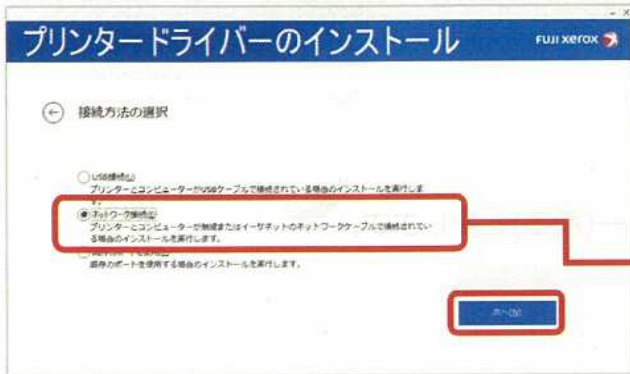 プリンタードライバーのインストール
FUJI XEROX
接続方法の選択
USB接続(U)
プリンターとコンピューターがUSBケーブルで接続されている場合のインストールを実行しま
す。
ネットワーク接続(E)
プリンターとコンピューターが無線またはイーサネットのネットワークケーブルで接続されてい
る場合のインストールを実行します。
既存のポートを使用する場合のインストールを実行します。
次へ(N)